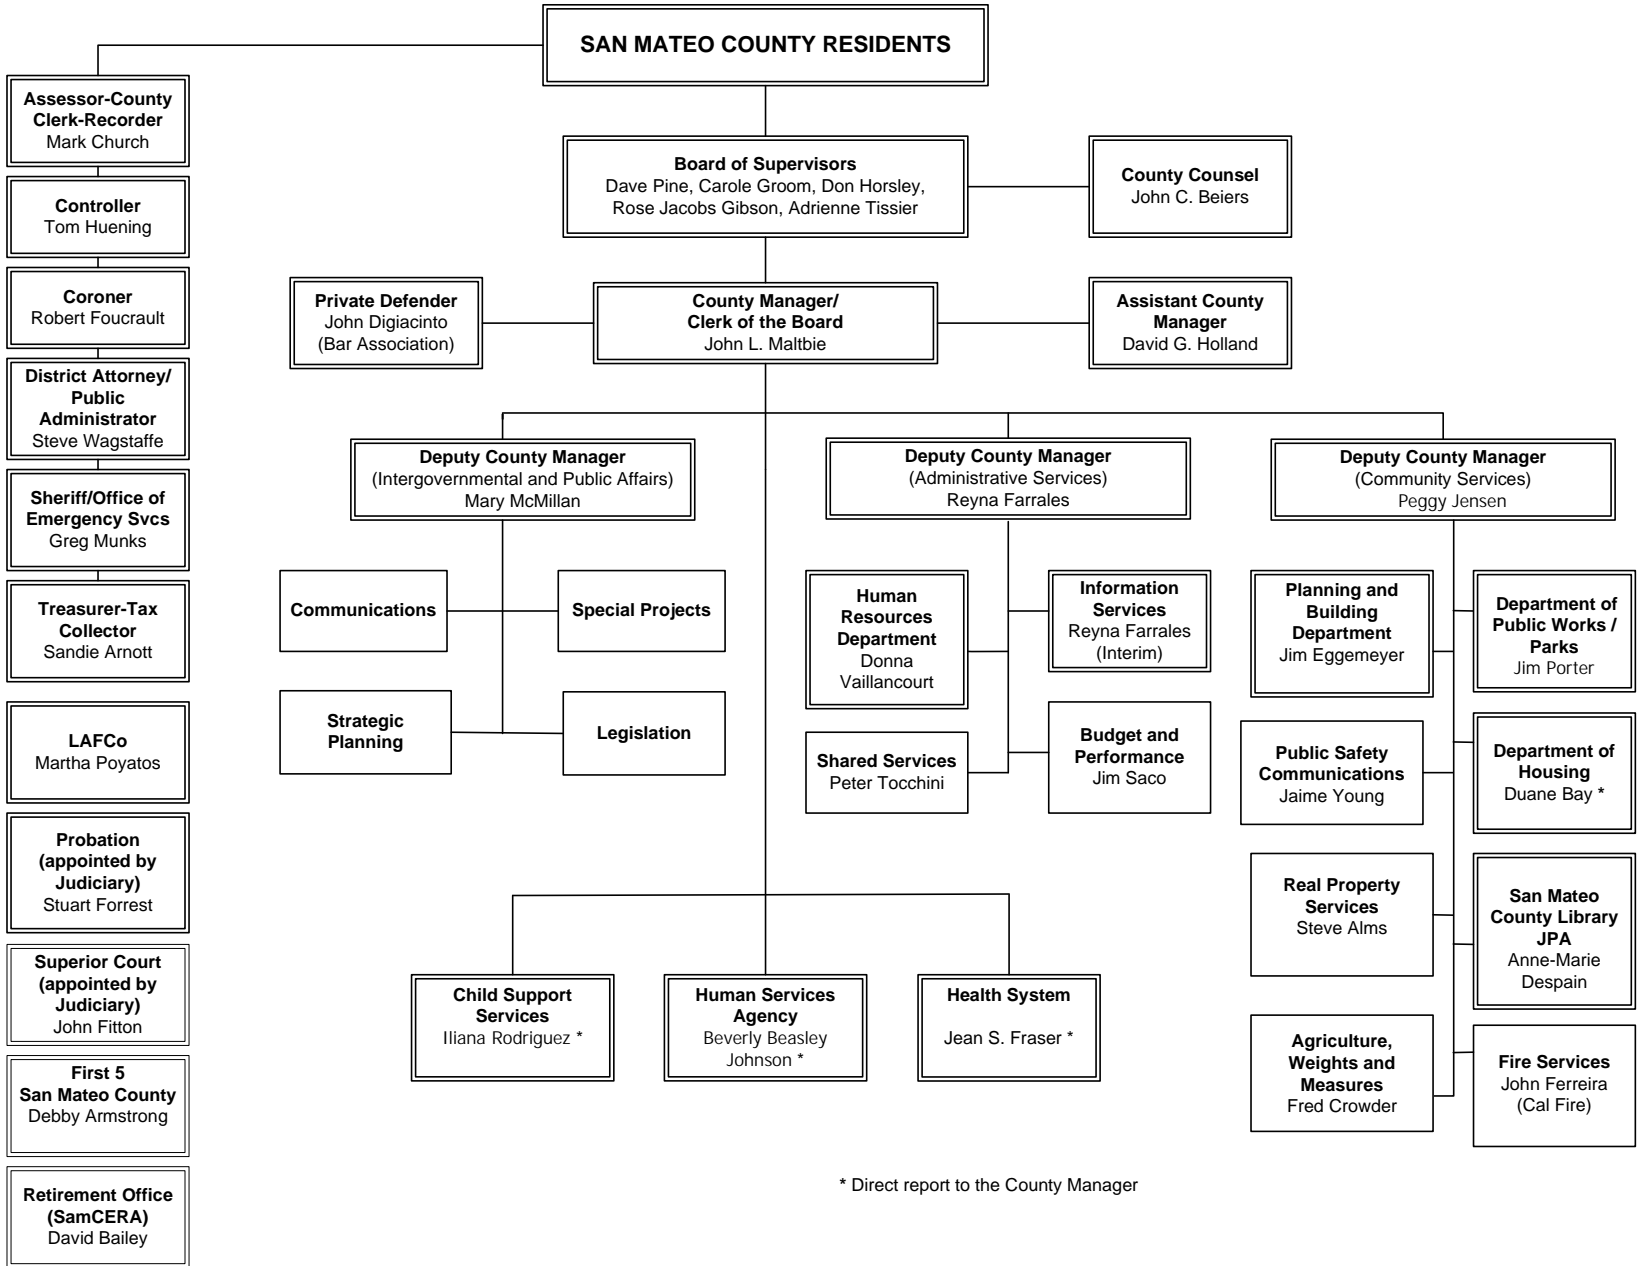 SAN MATEO COUNTY RESIDENTS
Assessor-County
Clerk-Recorder
Mark Church
Controller
Tom Huening
Coroner
Robert Foucrault
District Attorney/
Public
Administrator
Steve Wagstaffe
Sheriff/Office of
Emergency Svcs
Greg Munks
Treasurer-Tax
Collector
Sandie Arnott
LAFCo
Martha Poyatos
Probation
(appointed by
Judiciary)
Stuart Forrest
Superior Court
(appointed by
Judiciary)
John Fitton
First 5
San Mateo County
Debby Armstrong
Retirement Office
(SamCERA)
David Bailey
Board of Supervisors
Dave Pine, Carole Groom, Don Horsley,
Rose Jacobs Gibson, Adrienne Tissier
County Counsel
John C. Beiers
Private Defender
John Digiacinto
(Bar Association)
County Manager/
Clerk of the Board
John L. Maltbie
Assistant County
Manager
David G. Holland
Deputy County Manager
(Intergovernmental and Public Affairs)
Mary McMillan
Communications
Special Projects
Strategic
Planning
Legislation
Deputy County Manager
(Administrative Services)
Reyna Farrales
Human
Resources
Department
Donna
Vaillancourt
Information
Services
Reyna Farrales
(Interim)
Shared Services
Peter Tocchini
Budget and
Performance
Jim Saco
Deputy County Manager
(Community Services)
Peggy Jensen
Planning and
Building
Department
Jim Eggemeyer
Department of
Public Works /
Parks
Jim Porter
Public Safety
Communications
Jaime Young
Department of
Housing
Duane Bay *
Real Property
Services
Steve Alms
San Mateo
County Library
JPA
Anne-Marie
Despain
Agriculture,
Weights and
Measures
Fred Crowder
Fire Services
John Ferreira
(Cal Fire)
Child Support
Services
Iliana Rodriguez *
Human Services
Agency
Beverly Beasley
Johnson *
Health System
Jean S. Fraser *
* Direct report to the County Manager